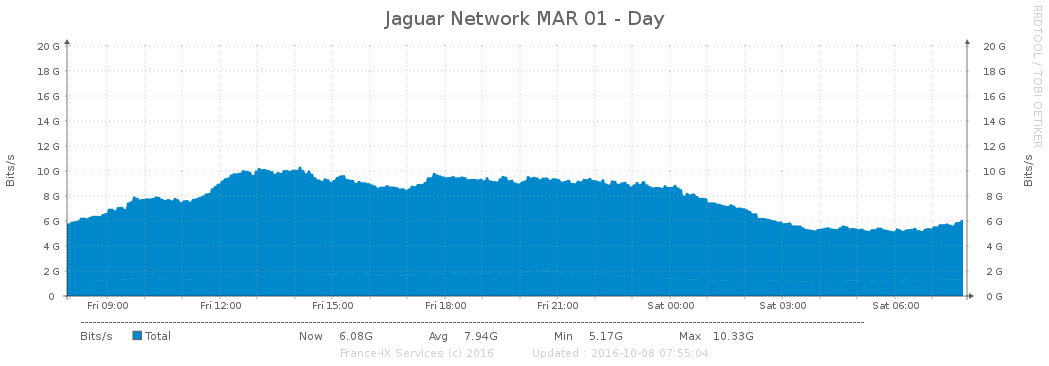 Jaguar Network MAR 01 - Day
RRDTOOL / TOBI OETIKER
Bits/s
20 G 20 G
18 G 18 G
16 G 16 G
14 G 14 G
12 G 12 G
10 G 10 G
8 G 8 G
6 G 6 G
4 G 4 G
2 G 2 G
0 0 G
Bits/s
Fri 09:00 Fri 12:00 Fri 15:00 Fri 18:00 Fri 21:00 Sat 00:00 Sat 03:00 Sat 06:00
Bits/s Total Now 6.08G Avg 7.94G Min 5.17G Max 10.33G
France-IX Services (c) 2016 Updated : 2016-10-08 07:55:04